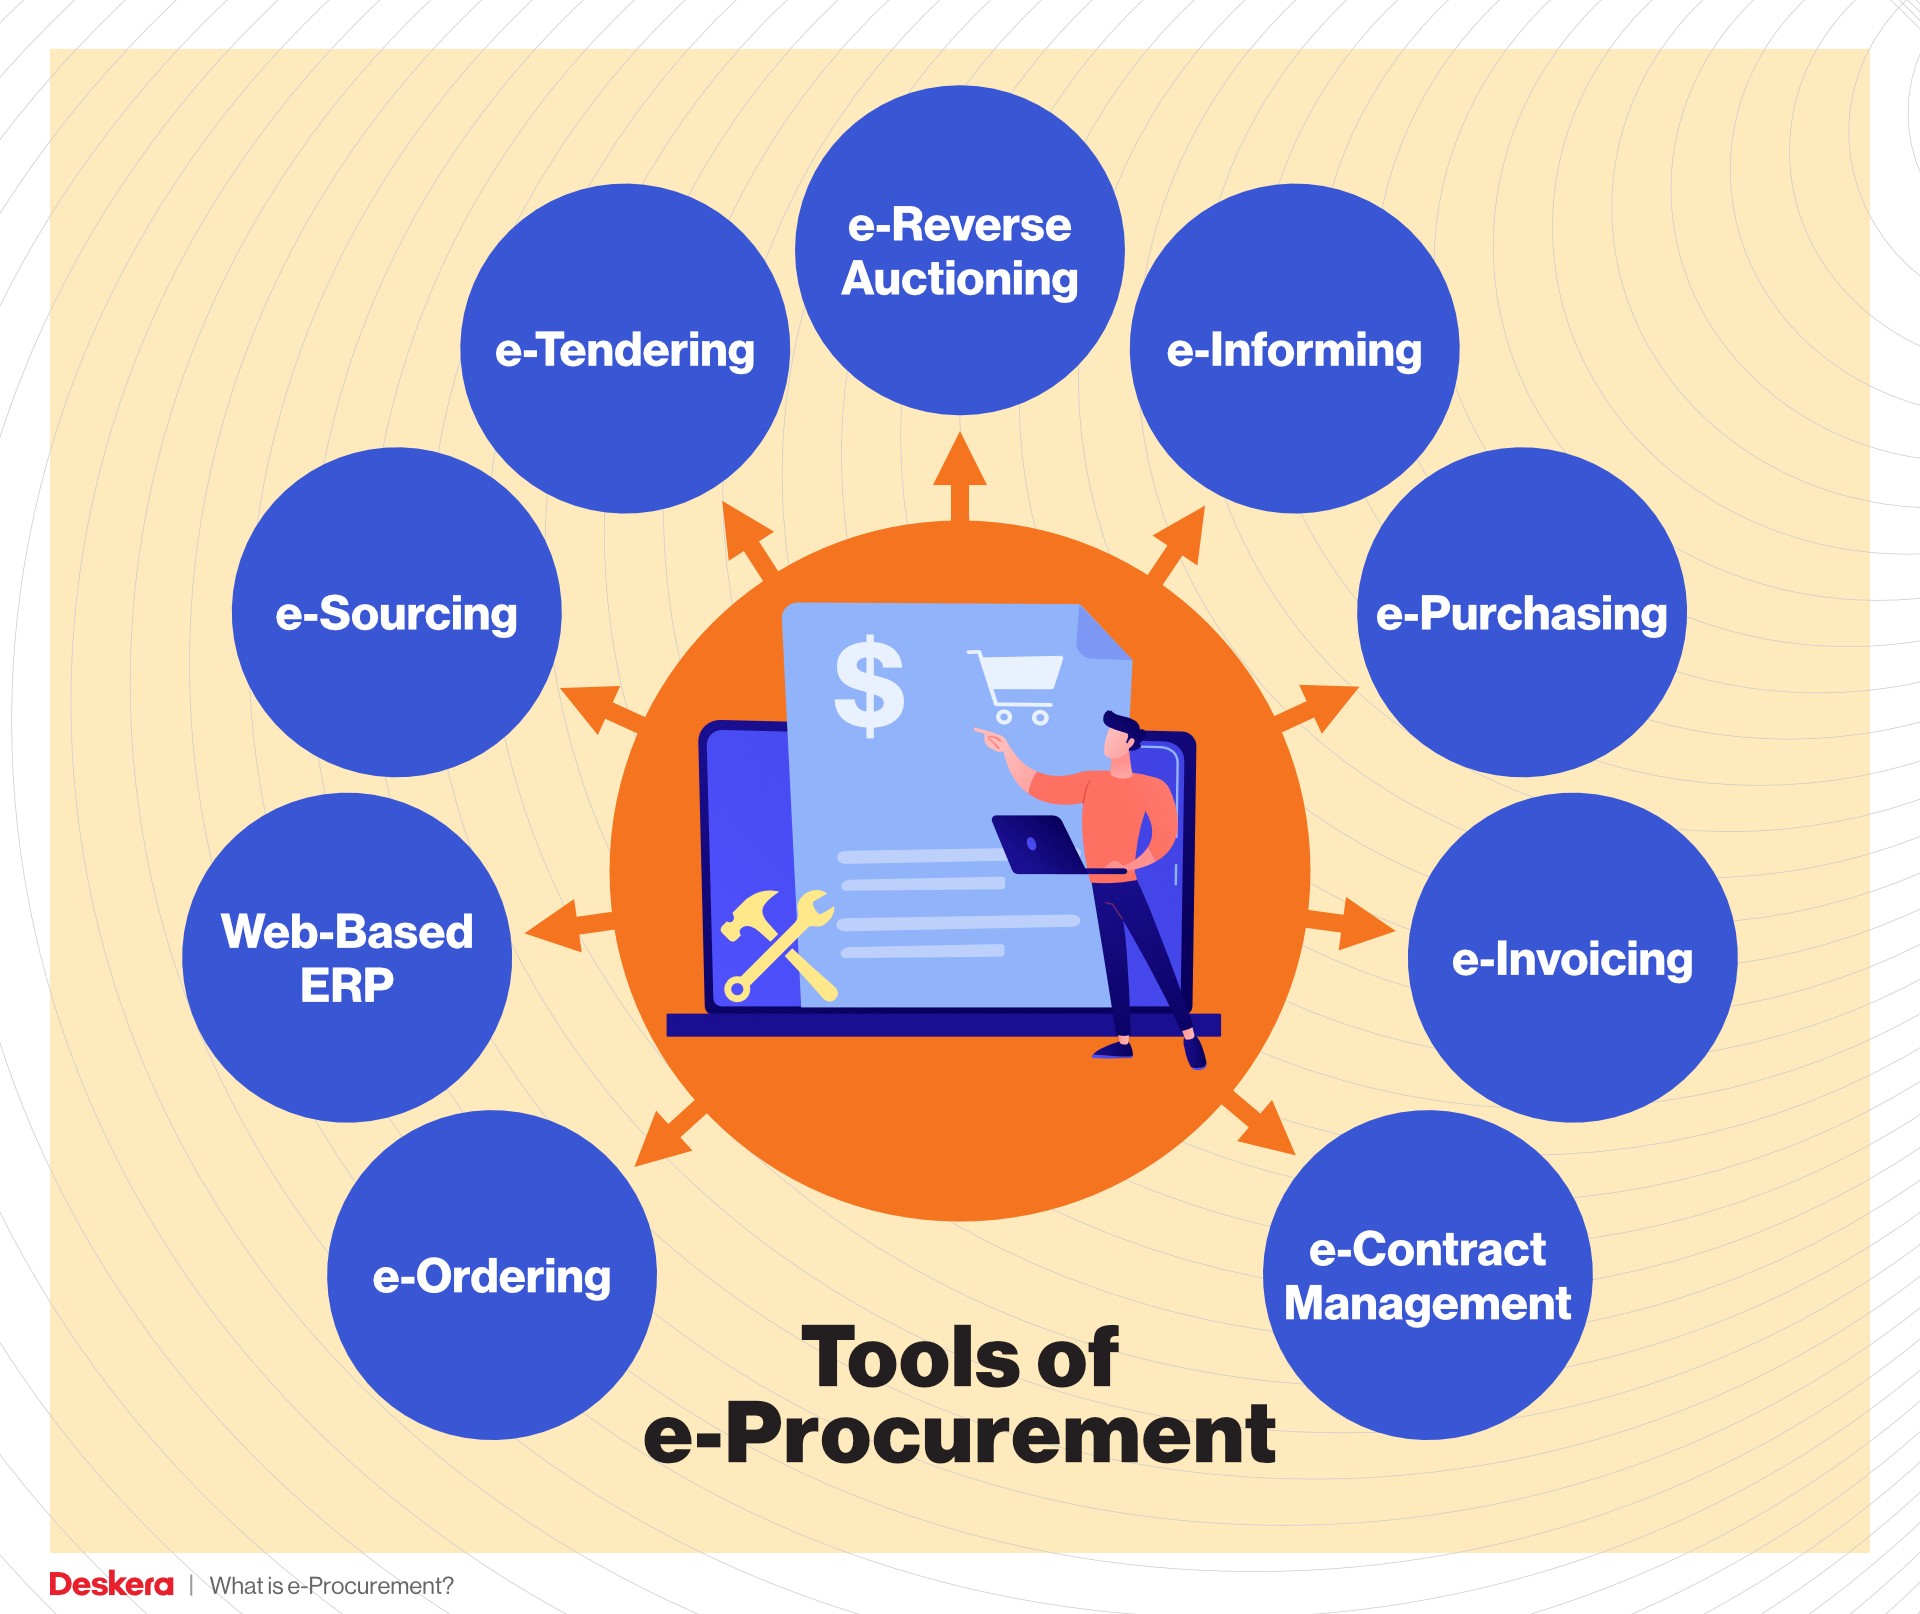 e-Reverse
Auctioning
e-Tendering
e-Informing
e-Sourcing
e-Purchasing
Web-Based
ERP
e-Invoicing
e-Ordering
e-Contract
Management
$
Tools of
e-Procurement
Deskera | What is e-Procurement?